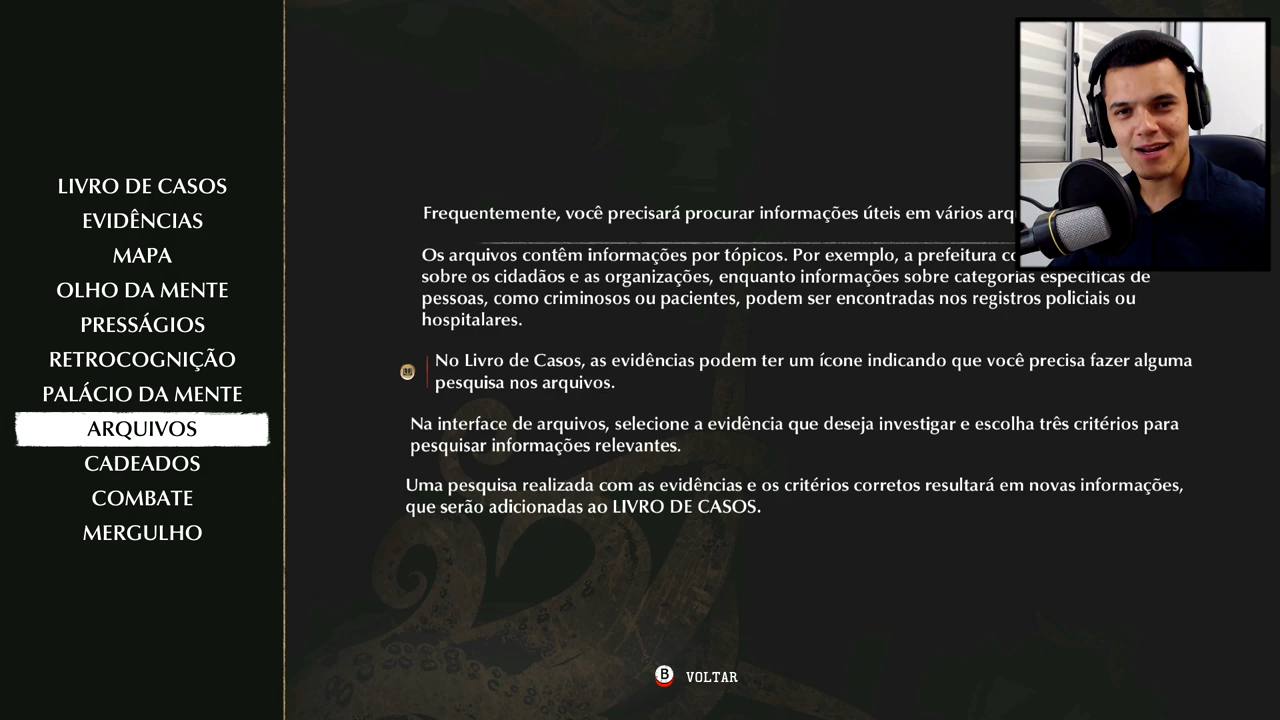 LIVRO DE CASOS
EVIDÊNCIAS
MAPA
OLHO DA MENTE
PRESSÁGIOS
RETROCOGNIÇÃO
PALÁCIO DA MENTE
ARQUIVOS
CADEADOS
COMBATE
MERGULHO
Frequentemente, você precisará procurar informações úteis em vários
Os arquivos contêm informações por tópicos. Por exemplo, a prefeitura
sobre os cidadãos e as organizações, enquanto informações sobre categorias específicas de
pessoas, como criminosos ou pacientes, podem ser encontradas nos registros policiais ou
hospitalares.
No Livro de Casos, as evidências podem ter um ícone indicando que você precisa fazer alguma
pesquisa nos arquivos.
Na interface de arquivos, selecione a evidência que deseja investigar e escolha três critérios para
pesquisar informações relevantes.
Uma pesquisa realizada com as evidências e os critérios corretos resultará em novas informações,
que serão adicionadas ao LIVRO DE CASOS.
B VOLTAR